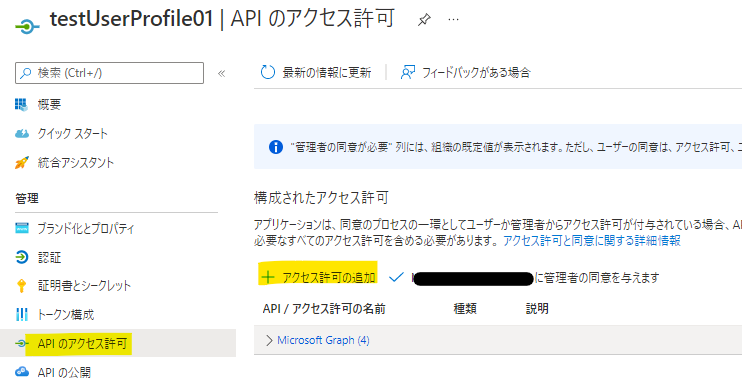 testUserProfile01 | API のアクセス許可
検索 (Ctrl+/)
«
最新の情報に更新
フィードバックがある場合
概要
クイック スタート
統合アシスタント
"管理者の同意が必要" 列には、組織の既定値が表示されます。ただし、ユーザーの同意は、アクセス許可、ユ
管理
構成されたアクセス許可
ブランド化とプロパティ
アプリケーションは、同意のプロセスの一環としてユーザーか管理者からアクセス許可が付与されている場合、AP
必要なすべてのアクセス許可を含める必要があります。アクセス許可と同意に関する詳細情報
認証
証明書とシークレット
アクセス許可の追加
に管理者の同意を与えます
トークン構成
API / アクセス許可の名前
種類
説明
API のアクセス許可
Microsoft Graph (4)
API の公開